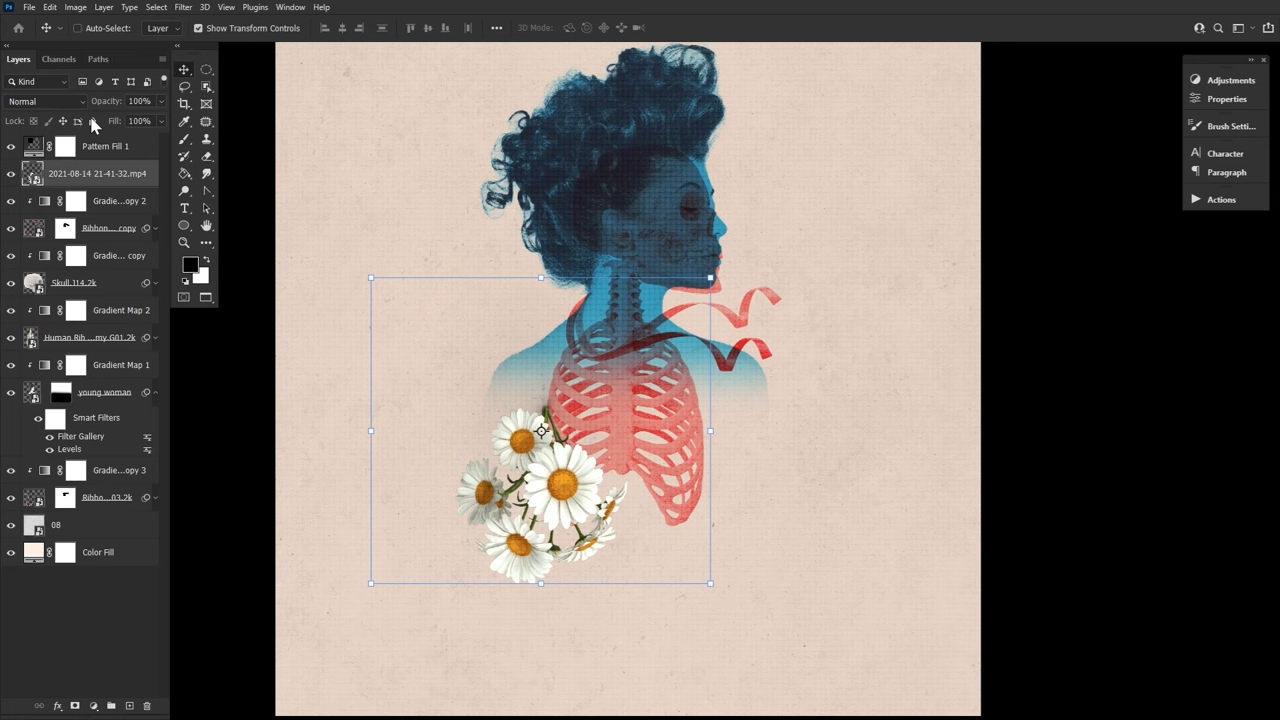 Ps File Edit Image Layer Type Select Filter 3D View Plugins Window Help
Auto-Select: Layer Show Transform Controls ••• 3D Mode:
Layers Channels Paths
Kind
Normal Opacity: 100%
Lock: Fill: 100%
Pattern Fill 1
2021-08-14 21-41-32.mp4
Gradie...opy 2
Ribbon.... copy
Gradie... copy
Skull.I14.2k
Gradient Map 2
Human Rib ...my.G01.2k
Gradient Map 1
young woman
Smart Filters
Filter Gallery
Levels
Gradie...opy 3
Ribbo....03.2k
08
Color Fill
fx
Adjustments
Properties
Brush Setti...
Character
Paragraph
Actions